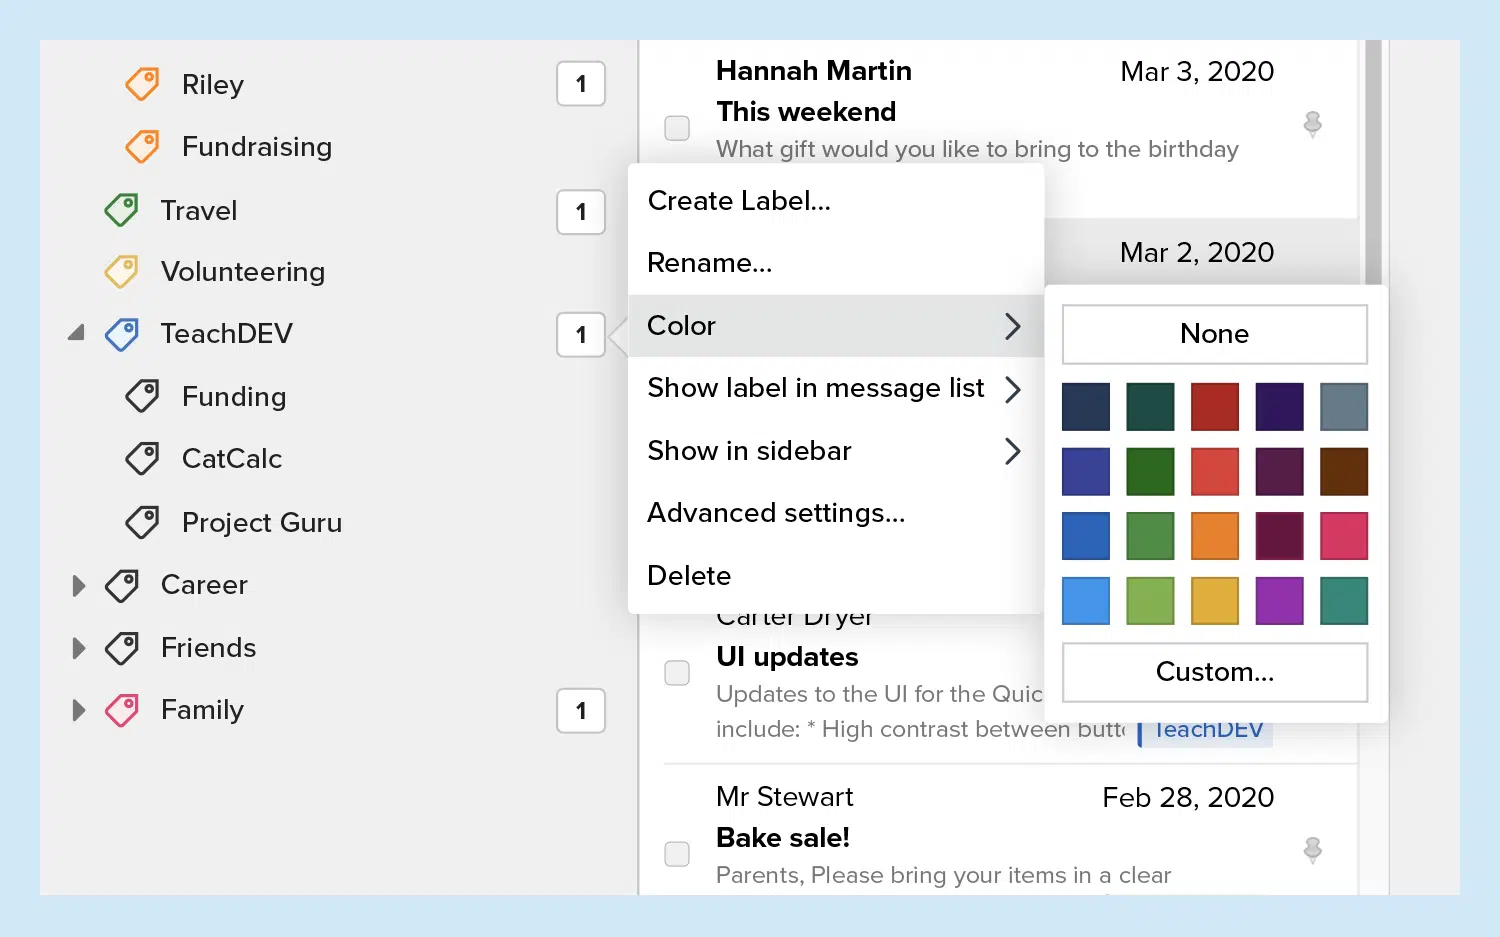 Riley 1
Fundraising
Travel 1
Volunteering
TeachDEV 1
Funding
CatCalc
Project Guru
Career
Friends
Family 1
Hannah Martin Mar 3, 2020
This weekend
What gift would you like to bring to the birthday
Mar 2, 2020
Create Label...
Rename...
Color
Show label in message list
Show in sidebar
Advanced settings...
Delete
None
Custom...
Carter Dryer
UI updates
Updates to the UI for the Quic
include: * High contrast between butt
TeachDEV
Mr Stewart Feb 28, 2020
Bake sale!
Parents, Please bring your items in a clear